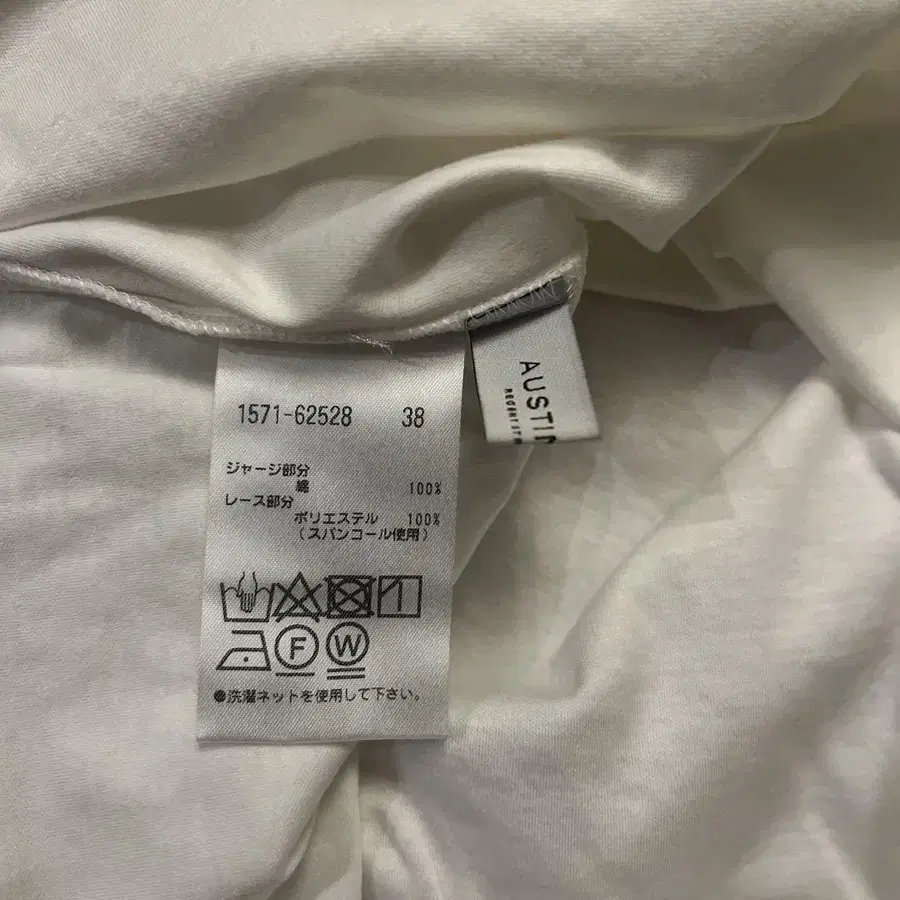 1571-62528 38
ジャージ部分
綿 100%
レース部分
ポリエステル 100%
(スパンコール使用)
F W
●洗濯ネットを使用して下さい。
AUSTIN